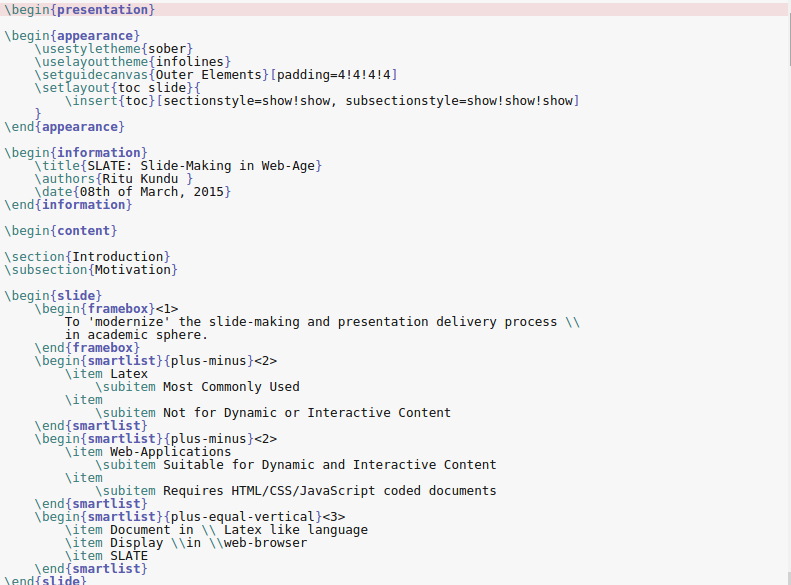 \begin{presentation}

\begin{appearance}
    \usestyletheme{sober}
    \uselayouttheme{infolines}
    \setguidecanvas{Outer Elements}[padding=4!4!4!4]
    \setlayout{toc slide}{
        \insert{toc}[sectionstyle=show!show, subsectionstyle=show!show!show]
    }
\end{appearance}

\begin{information}
    \title{SLATE: Slide-Making in Web-Age}
    \authors{Ritu Kundu }
    \date{08th of March, 2015}
\end{information}

\begin{content}

\section{Introduction}
\subsection{Motivation}

\begin{slide}
    \begin{framebox}<1>
        To 'modernize' the slide-making and presentation delivery process \\
        in academic sphere.
    \end{framebox}
    \begin{smartlist}{plus-minus}<2>
        \item Latex
            \subitem Most Commonly Used
        \item
            \subitem Not for Dynamic or Interactive Content
    \end{smartlist}
    \begin{smartlist}{plus-minus}<2>
        \item Web-Applications
            \subitem Suitable for Dynamic and Interactive Content
        \item
            \subitem Requires HTML/CSS/JavaScript coded documents
    \end{smartlist}
    \begin{smartlist}{plus-equal-vertical}<3>
        \item Document in \\ Latex like language
        \item Display \\in \\web-browser
        \item SLATE
    \end{smartlist}
\end{slide}